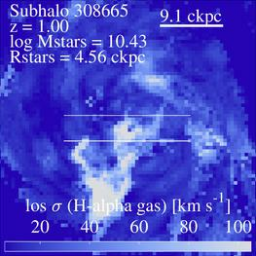 Subhalo 308665
9.1 ckpc
z = 1.00
log Mstars = 10.43
Rstars = 4.56 ckpc
los σ (H-alpha gas) [km s⁻¹]
20 40 60 80 100